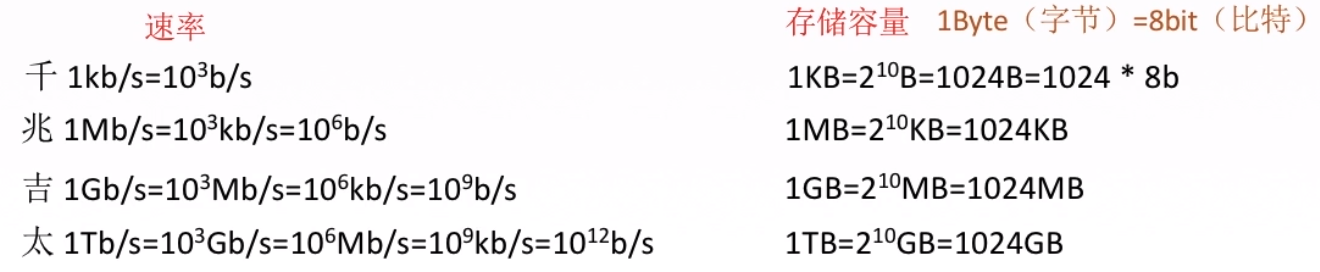 速率
千 1kb/s=10³b/s
兆 1Mb/s=10³kb/s=10⁶b/s
吉 1Gb/s=10³Mb/s=10⁶kb/s=10⁹b/s
太 1Tb/s=10³Gb/s=10⁶Mb/s=10⁹kb/s=10¹²b/s
存储容量 1Byte（字节）=8bit（比特）
1KB=2¹⁰B=1024B=1024 * 8b
1MB=2¹⁰KB=1024KB
1GB=2¹⁰MB=1024MB
1TB=2¹⁰GB=1024GB